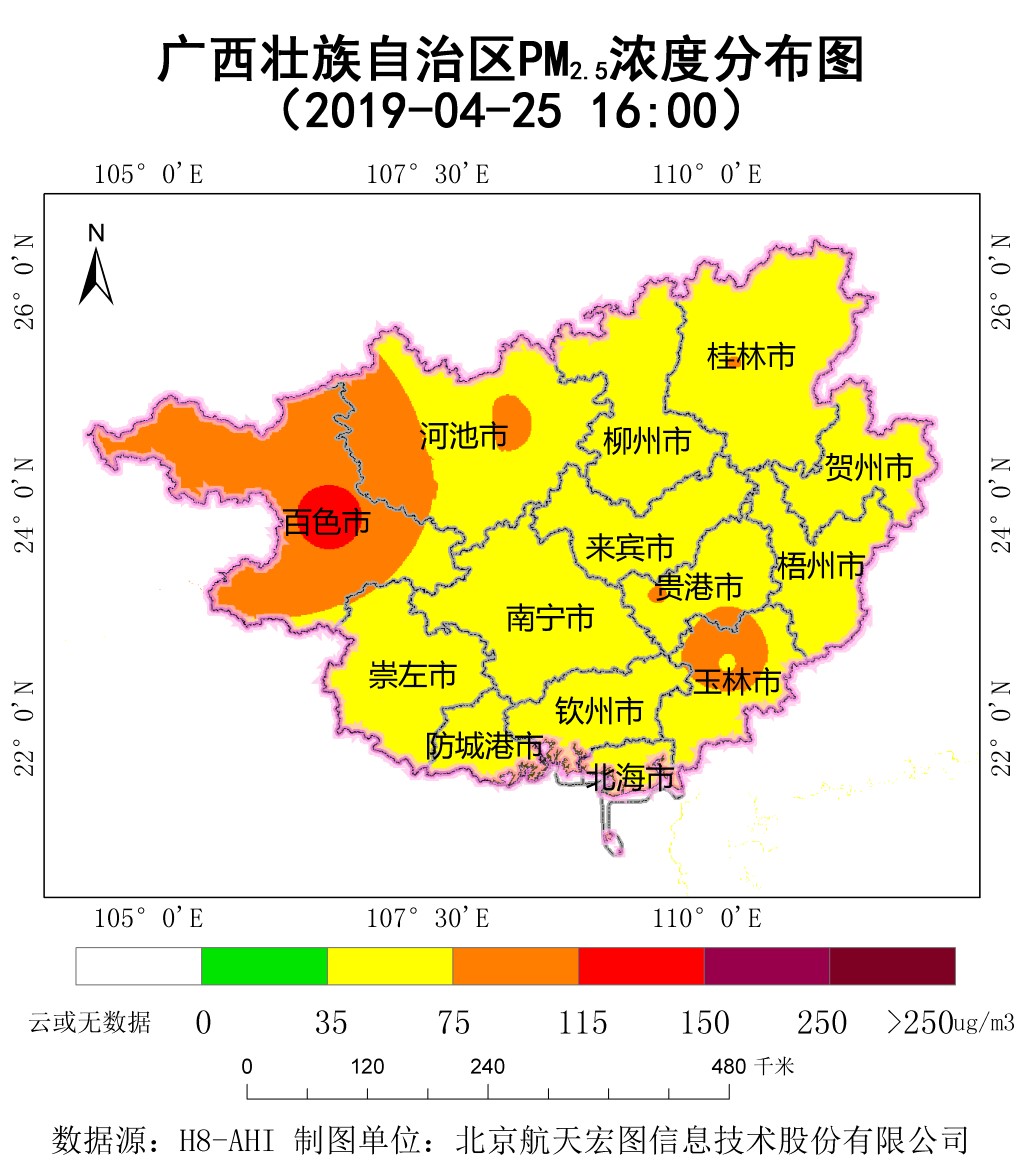 广西壮族自治区PM2.5浓度分布图
（2019-04-25 16:00）
105° 0'E 107° 30'E 110° 0'E
N
26° 0'N 26° 0'N
桂林市
河池市 柳州市
贺州市
24° 0'N 24° 0'N
百色市
来宾市
梧州市
贵港市
南宁市
崇左市 玉林市
钦州市
22° 0'N 22° 0'N
防城港市
北海市
105° 0'E 107° 30'E 110° 0'E
云或无数据 0 35 75 115 150 250 >250ug/m3
0 120 240 480 千米
数据源：H8-AHI 制图单位：北京航天宏图信息技术股份有限公司